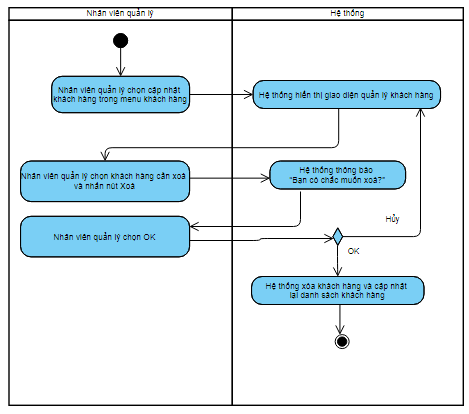 Nhân viên quản lý
Hệ thống
Nhân viên quản lý chọn cập nhật
khách hàng trong menu khách hàng
Hệ thống hiển thị giao diện quản lý khách hàng
Nhân viên quản lý chọn khách hàng cần xoá
và nhấn nút Xoá
Hệ thống thông báo
"Bạn có chắc muốn xoá?"
Nhân viên quản lý chọn OK
Hủy
OK
Hệ thống xóa khách hàng và cập nhật
lại danh sách khách hàng